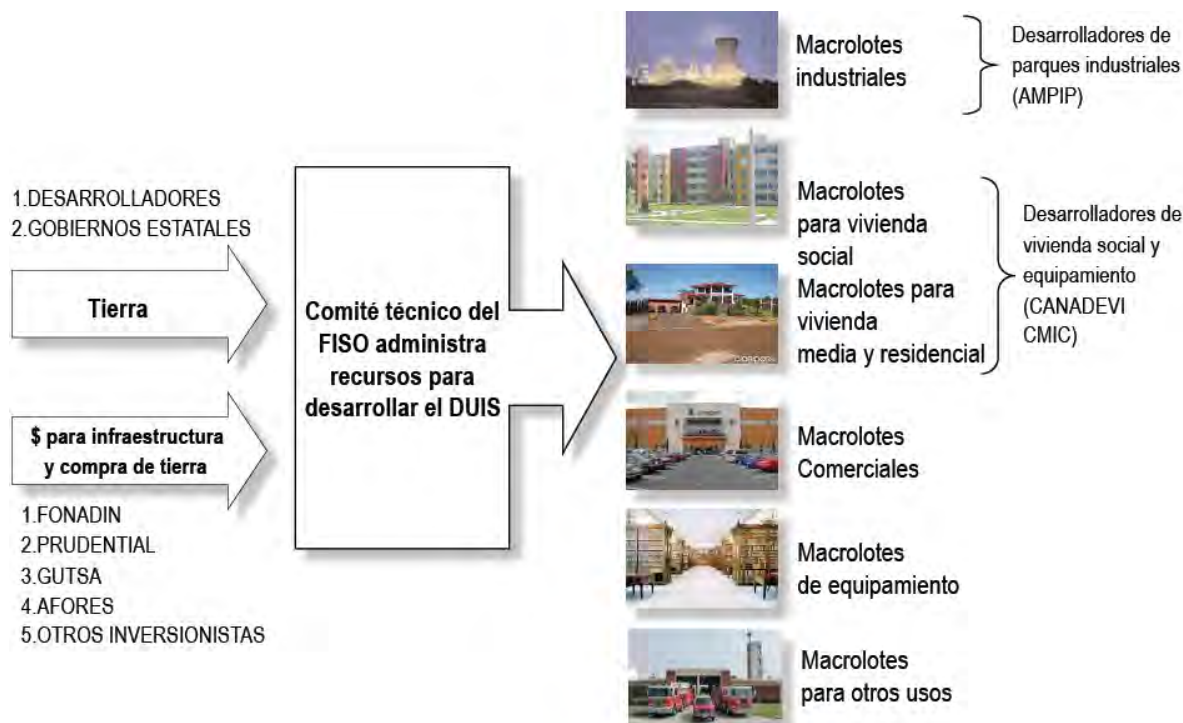 1.DESARROLLADORES
2.GOBIERNOS ESTATALES
Tierra
$ para infraestructura
y compra de tierra
1.FONADIN
2.PRUDENTIAL
3.GUTSA
4.AFORES
5.OTROS INVERSIONISTAS
Comité técnico del
FISO administra
recursos para
desarrollar el DUIS
Macrolotes
industriales
Desarrolladores de
parques industriales
(AMPIP)
Macrolotes
para vivienda
social
Macrolotes para
vivienda
media y residencial
Desarrolladores de
vivienda social y
equipamiento
(CANADEVI
CMIC)
Macrolotes
Comerciales
Macrolotes
de equipamiento
Macrolotes
para otros usos